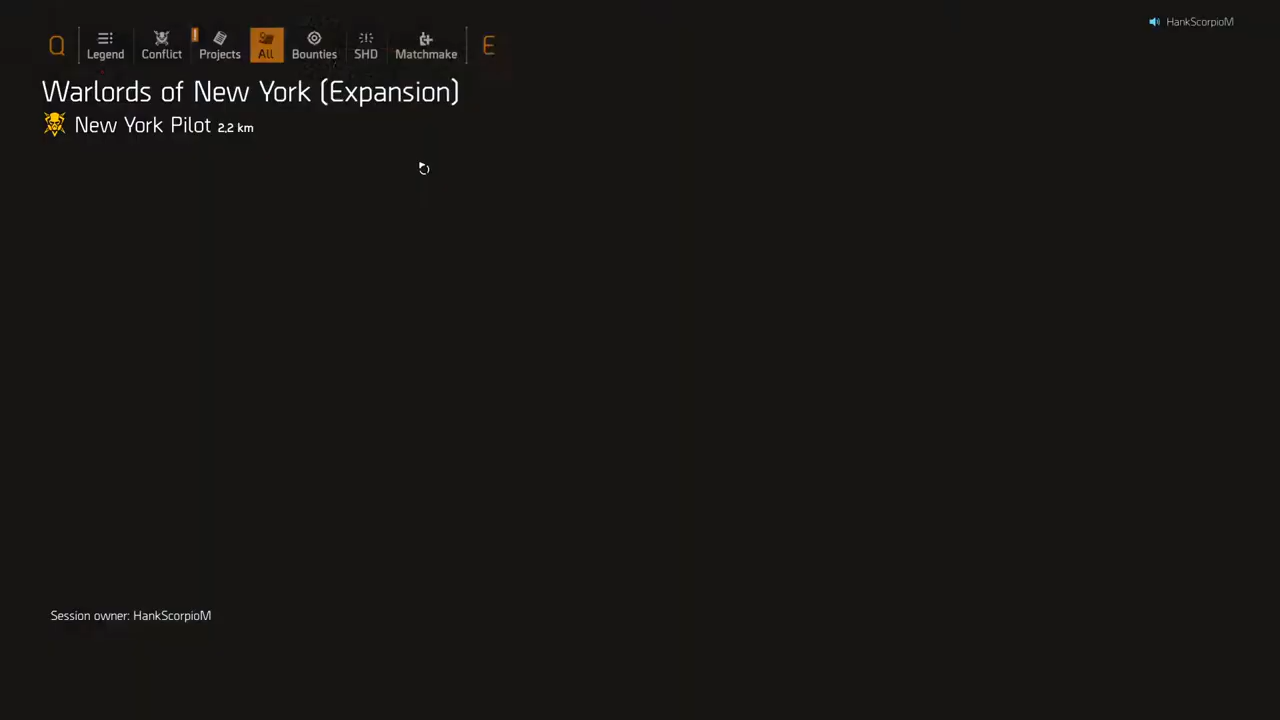 HankScorpioM
Q Legend Conflict Projects All Bounties SHD Matchmake E
Warlords of New York (Expansion)
New York Pilot 2,2 km
Session owner: HankScorpioM